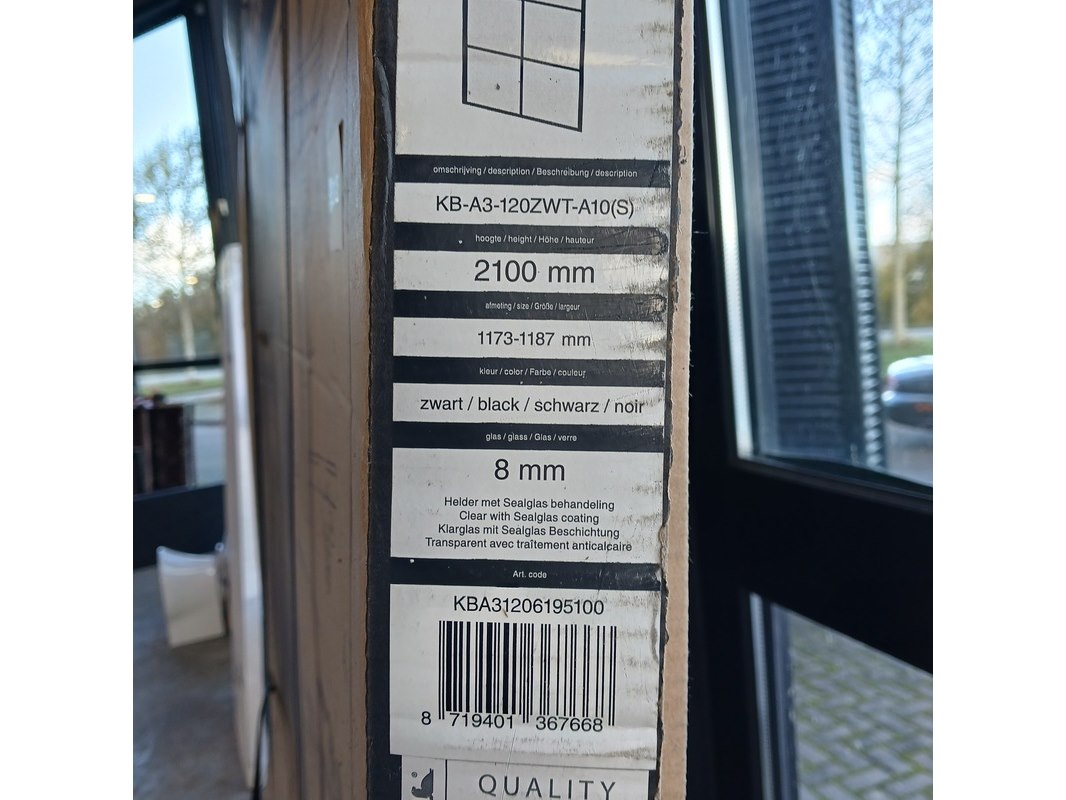 omschrijving / description / Beschreibung / description
KB-A3-120ZWT-A10(S)
hoogte / height / Höhe / hauteur
2100 mm
afmeting / size / Größe / largeur
1173-1187 mm
kleur / color / Farbe / couleur
zwart / black / schwarz / noir
glas / glass / Glas / verre
8 mm
Helder met Sealglas behandeling
Clear with Sealglas coating
Klarglas mit Sealglas Beschichtung
Transparent avec traîtement anticalcaire
Art. code
KBA31206195100
8 719401 367668
QUALITY